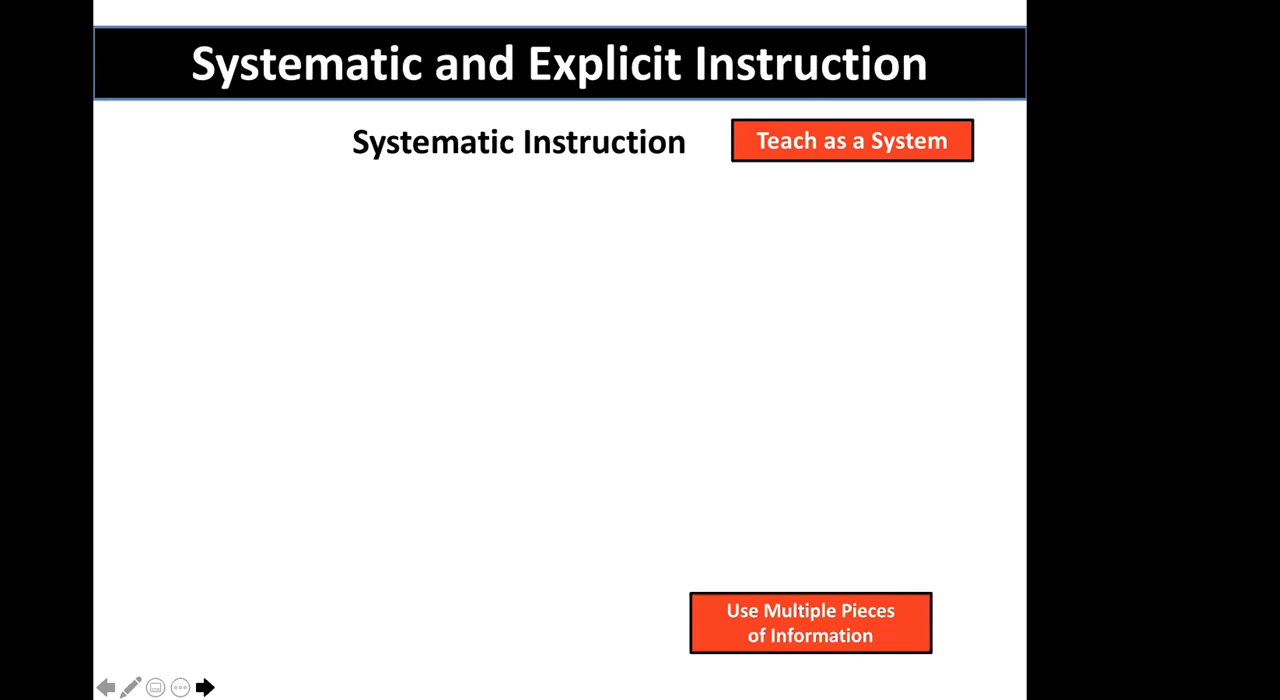 Systematic and Explicit Instruction
Systematic Instruction
Teach as a System
Use Multiple Pieces
of Information